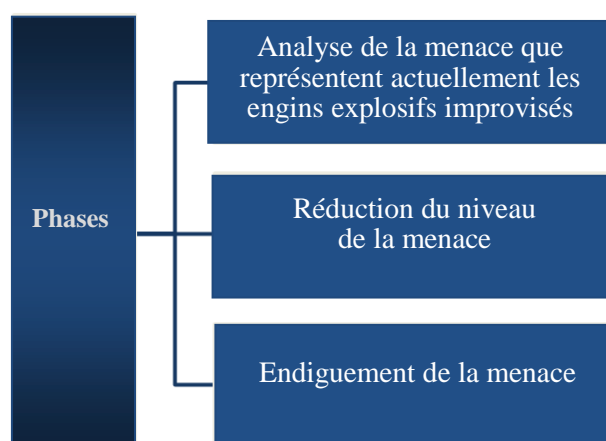 Phases
Analyse de la menace que
représentent actuellement les
engins explosifs improvisés
Réduction du niveau
de la menace
Endiguement de la menace